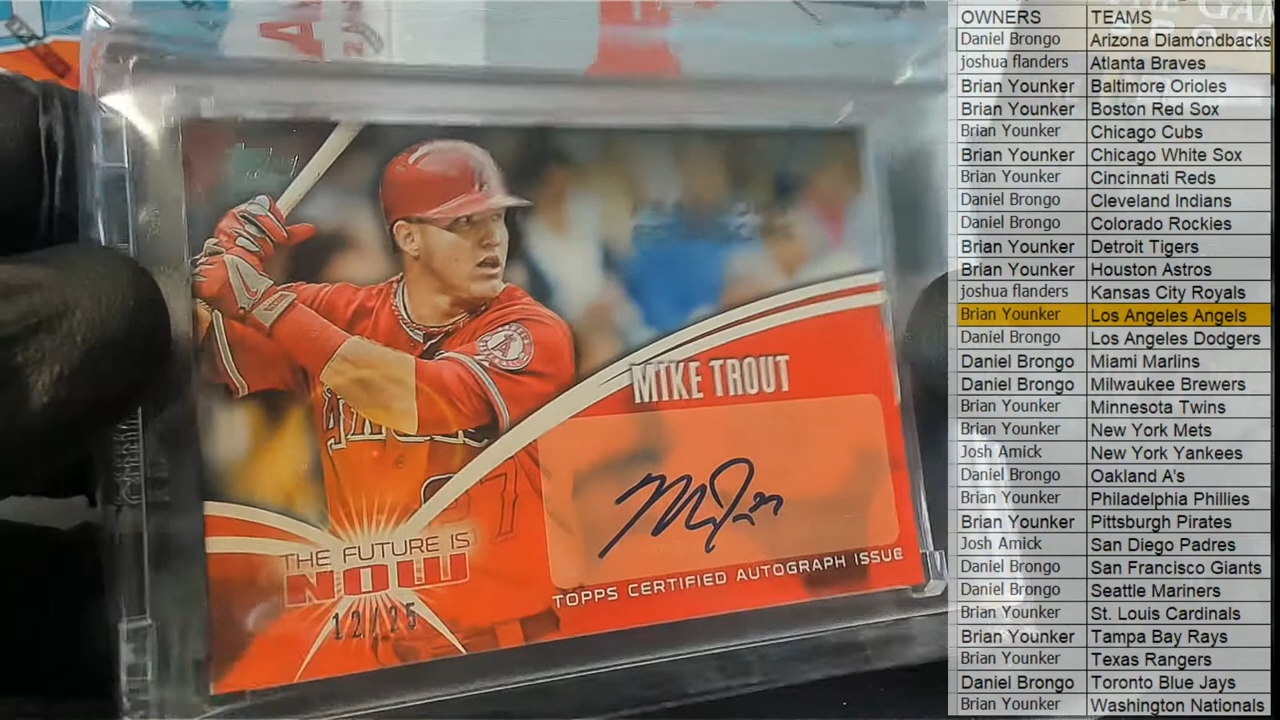 MIKE TROUT
THE FUTURE IS
NOW
12/25
TOPPS CERTIFIED AUTOGRAPH ISSUE
OWNERS TEAMS
Daniel Brongo Arizona Diamondbacks
joshua flanders Atlanta Braves
Brian Younker Baltimore Orioles
Brian Younker Boston Red Sox
Brian Younker Chicago Cubs
Brian Younker Chicago White Sox
Brian Younker Cincinnati Reds
Daniel Brongo Cleveland Indians
Daniel Brongo Colorado Rockies
Brian Younker Detroit Tigers
Brian Younker Houston Astros
joshua flanders Kansas City Royals
Brian Younker Los Angeles Angels
Daniel Brongo Los Angeles Dodgers
Daniel Brongo Miami Marlins
Daniel Brongo Milwaukee Brewers
Brian Younker Minnesota Twins
Brian Younker New York Mets
Josh Amick New York Yankees
Daniel Brongo Oakland A's
Brian Younker Philadelphia Phillies
Brian Younker Pittsburgh Pirates
Josh Amick San Diego Padres
Daniel Brongo San Francisco Giants
Daniel Brongo Seattle Mariners
Brian Younker St. Louis Cardinals
Brian Younker Tampa Bay Rays
Brian Younker Texas Rangers
Daniel Brongo Toronto Blue Jays
Brian Younker Washington Nationals